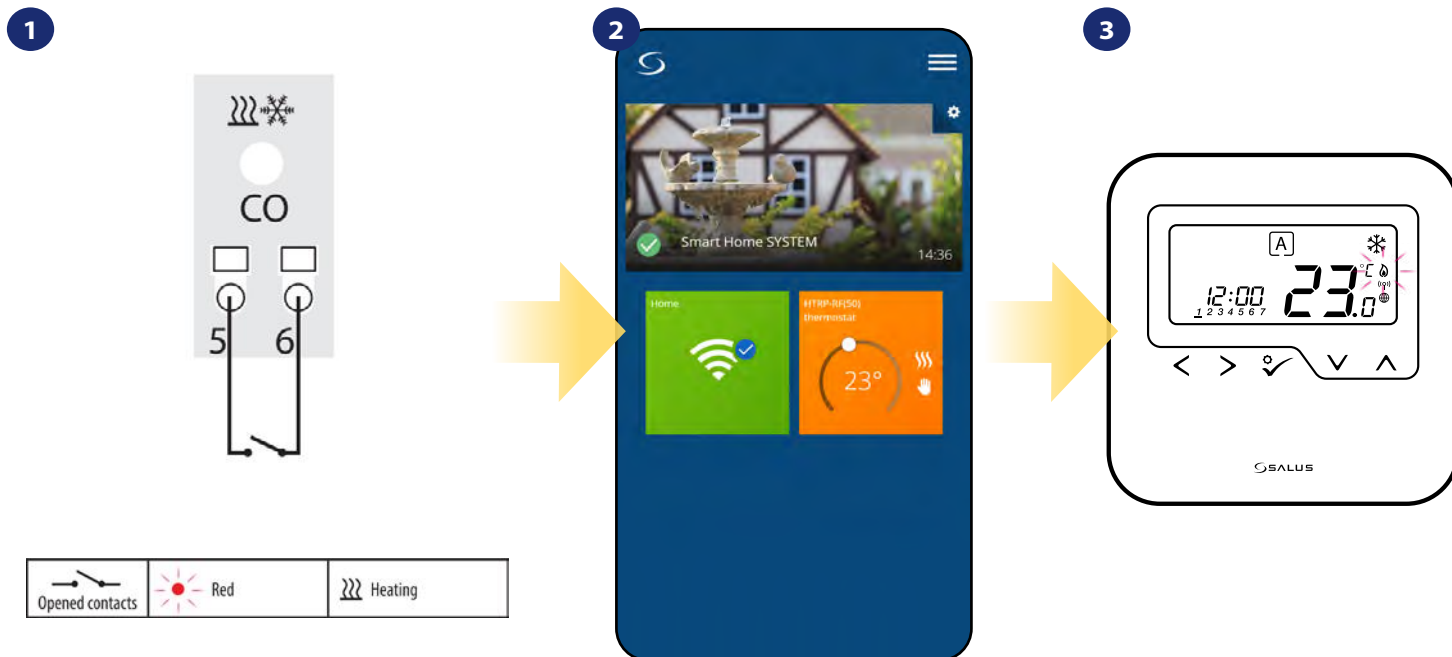 1
CO
5 6
Opened contacts Red Heating
2
Smart Home SYSTEM
14:36
Home
HTRP-RF(50)
thermostat
23°
3
A
12:00
1 2 3 4 5 6 7
23.0
°C
SALUS